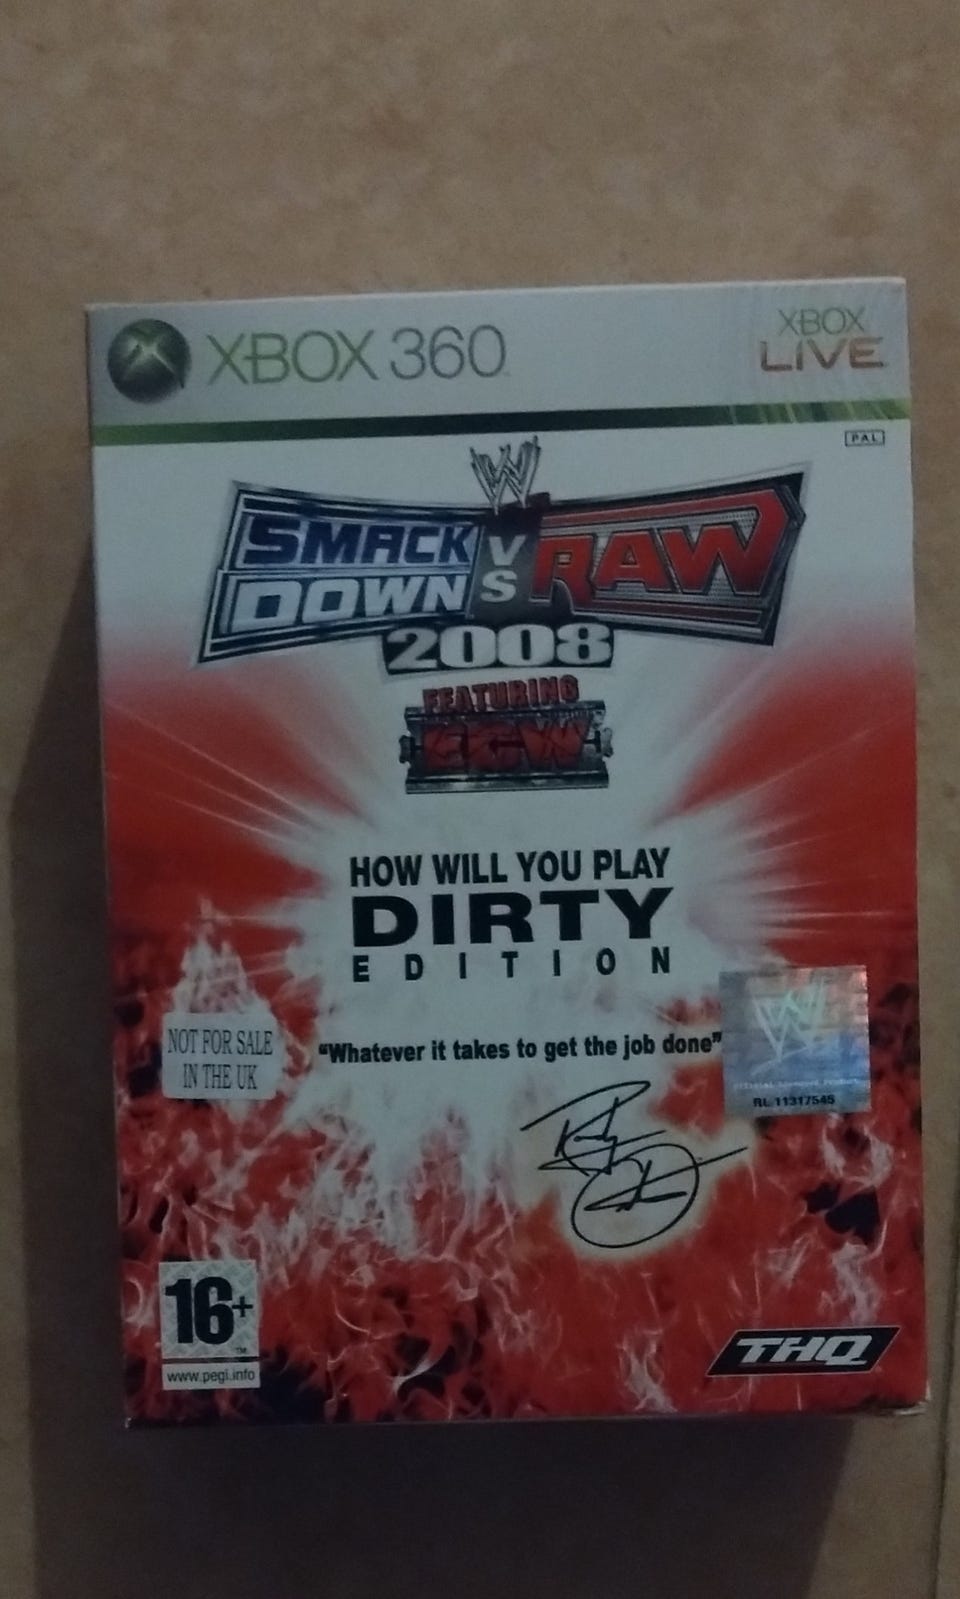 XBOX 360
XBOX
LIVE
PAL
W
SMACK
DOWN
VS
RAW
2008
FEATURING
ECW
HOW WILL YOU PLAY
DIRTY
EDITION
NOT FOR SALE
IN THE UK
"Whatever it takes to get the job done"
W
RL 11317545
16+
™
www.pegi.info
THQ